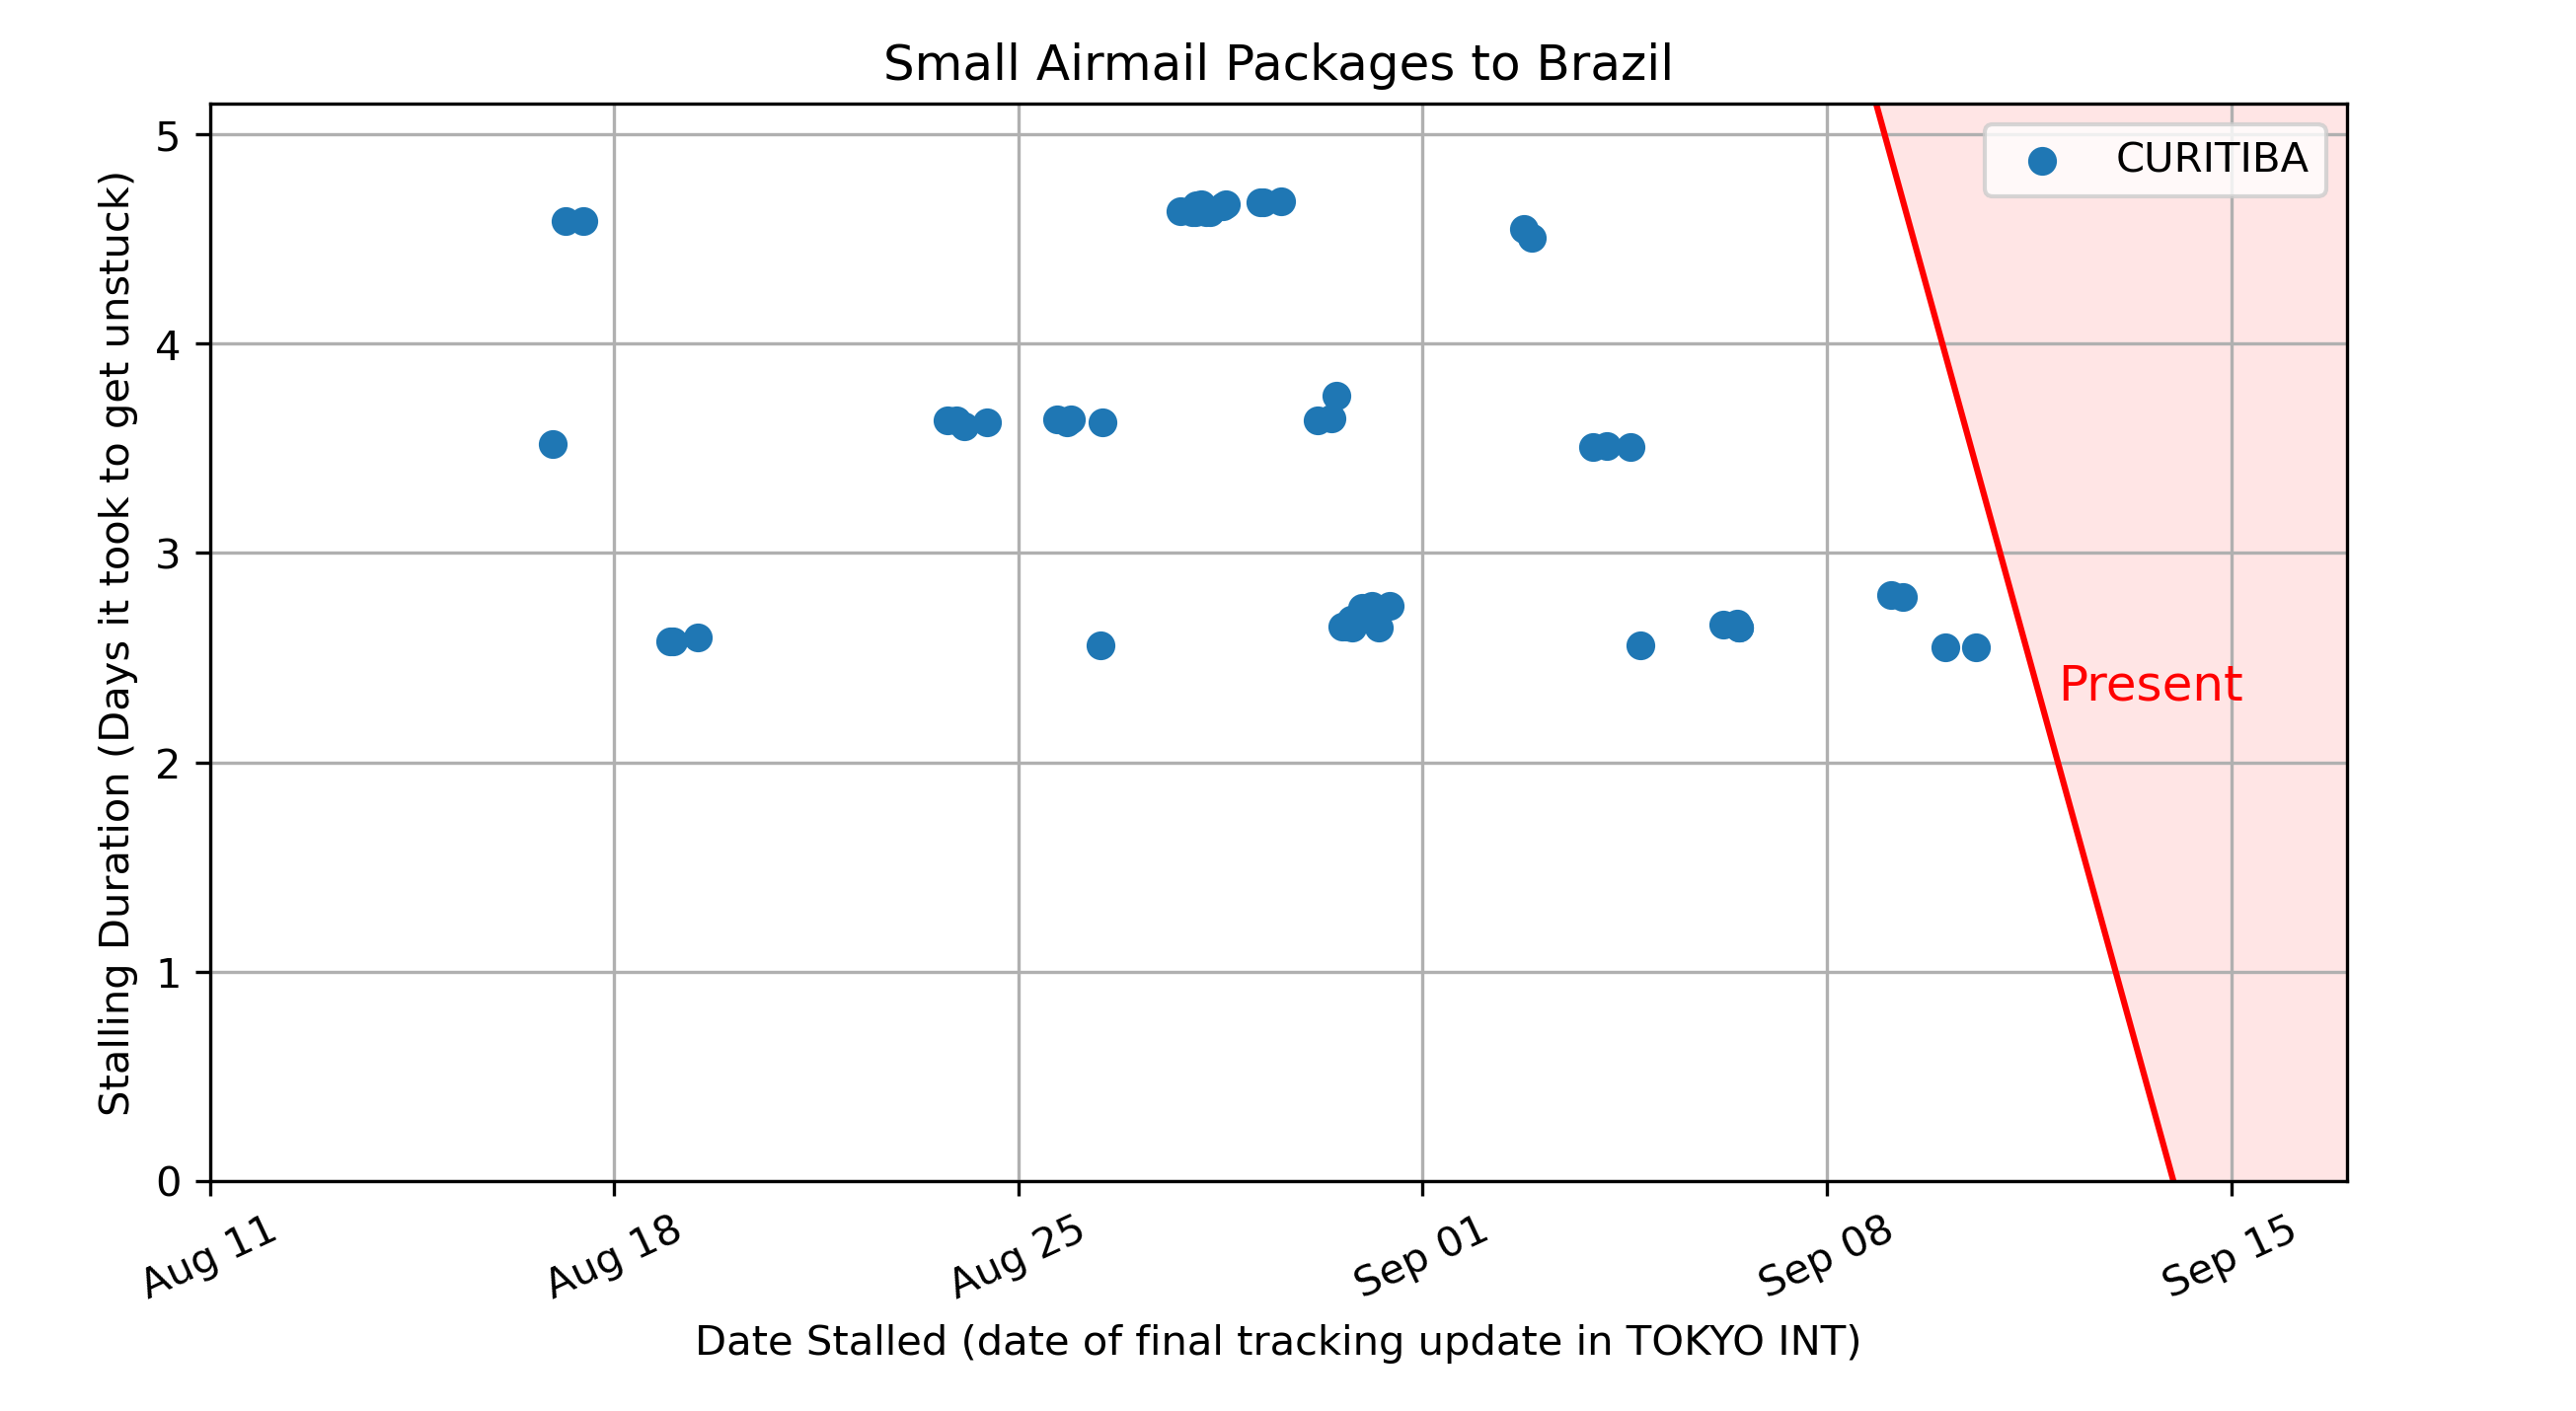 Small Airmail Packages to Brazil
Stalling Duration (Days it took to get unstuck)
5
4
3
2
1
0
CURITIBA
Present
Aug 11
Aug 18
Aug 25
Sep 01
Sep 08
Sep 15
Date Stalled (date of final tracking update in TOKYO INT)